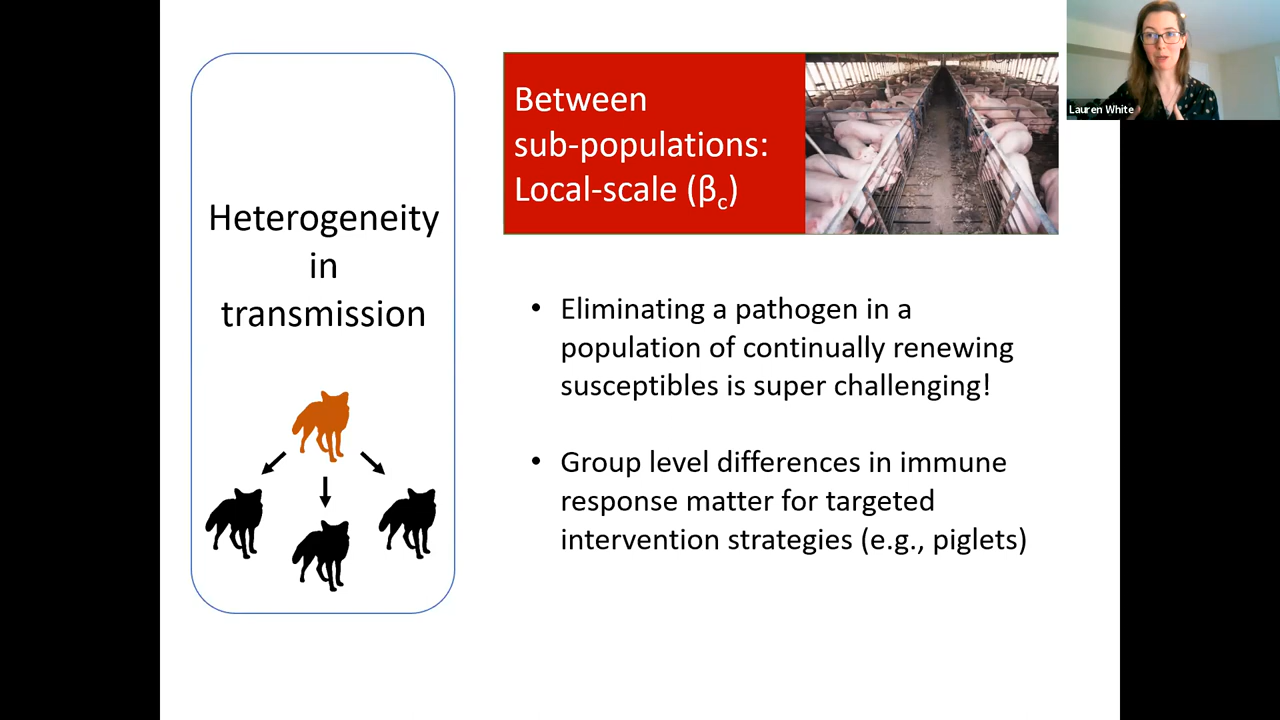 Heterogeneity
in
transmission
Between
sub-populations:
Local-scale (βc)
• Eliminating a pathogen in a
population of continually renewing
susceptibles is super challenging!
• Group level differences in immune
response matter for targeted
intervention strategies (e.g., piglets)
Lauren White